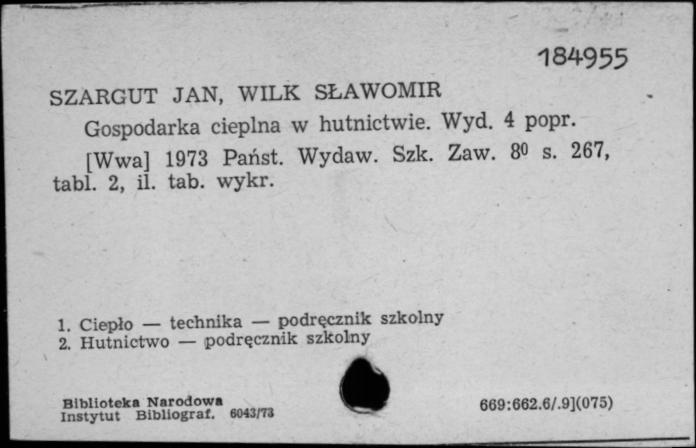 184955
SZARGUT JAN, WILK SŁAWOMIR
Gospodarka cieplna w hutnictwie. Wyd. 4 popr.
[Wwa] 1973 Państ. Wydaw. Szk. Zaw. 8⁰ s. 267,
tabl. 2, il. tab. wykr.
1. Ciepło — technika — podręcznik szkolny
2. Hutnictwo — podręcznik szkolny
Biblioteka Narodowa
Instytut Bibliograf. 6043/73
669:662.6/.9](075)